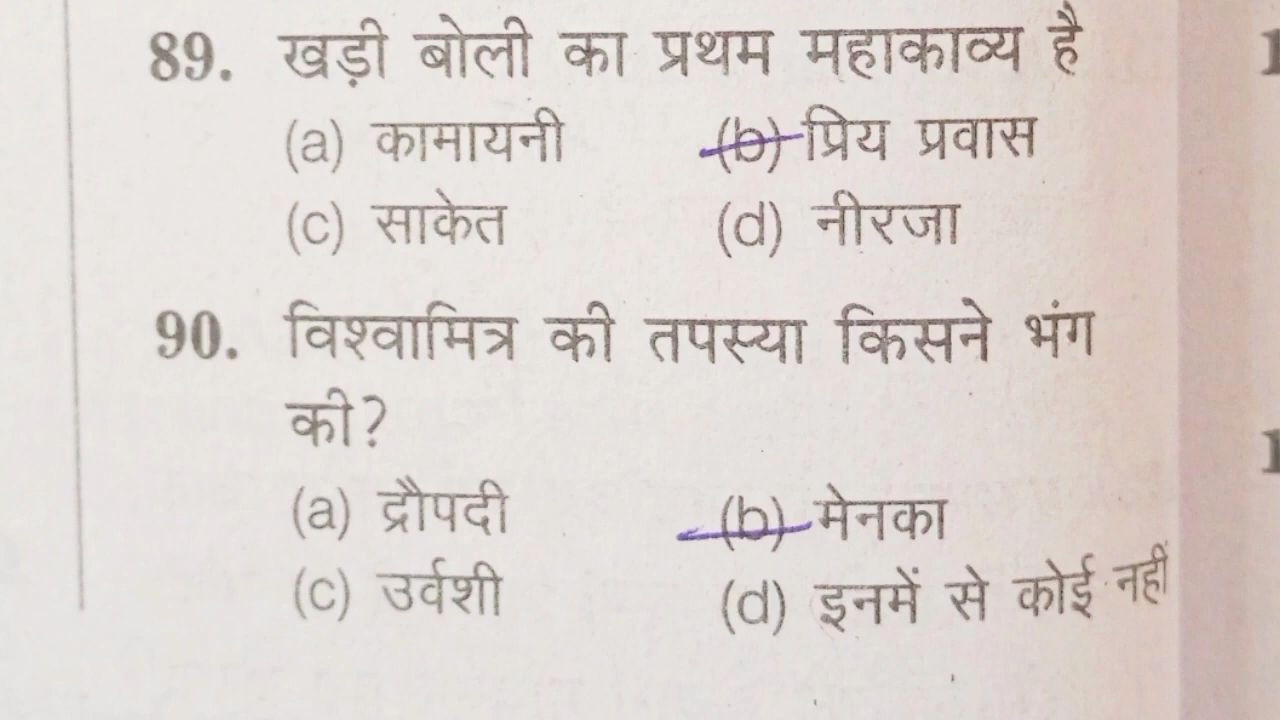 89. खड़ी बोली का प्रथम महाकाव्य है
(a) कामायनी (b) प्रिय प्रवास
(c) साकेत (d) नीरजा
90. विश्वामित्र की तपस्या किसने भंग
की?
(a) द्रौपदी (b) मेनका
(c) उर्वशी (d) इनमें से कोई नहीं